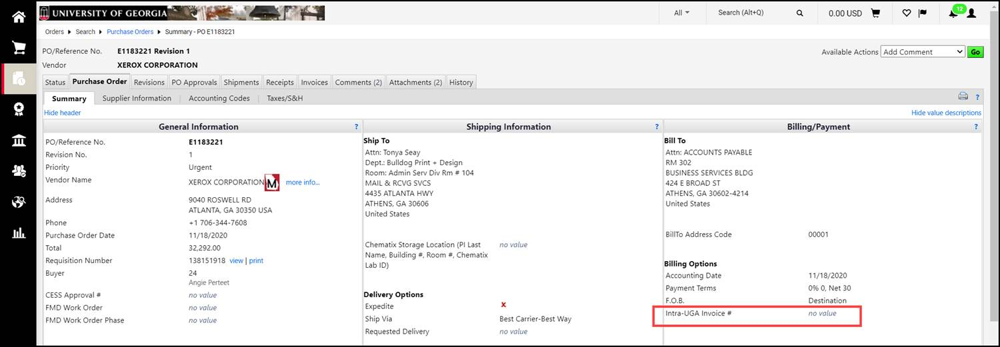 UNIVERSITY OF GEORGIA
All
Search (Alt+Q)
0.00 USD
12
Orders Search Purchase Orders Summary - PO E1183221
PO/Reference No. E1183221 Revision 1
Available Actions Add Comment Go
Vendor XEROX CORPORATION
Status Purchase Order Revisions PO Approvals Shipments Receipts Invoices Comments (2) Attachments (2) History
Summary Supplier Information | Accounting Codes | Taxes/S&H ?
Hide header Hide value descriptions
General Information ?
PO/Reference No. E1183221
Revision No. 1
Priority Urgent
Vendor Name XEROX CORPORATION M more info...
Address 9040 ROSWELL RD
ATLANTA, GA 30350 USA
Phone +1 706-344-7608
Purchase Order Date 11/18/2020
Total 32,292.00
Requisition Number 138151918 view | print
Buyer 24
Angie Perteet
CESS Approval # no value
FMD Work Order no value
FMD Work Order Phase no value
Shipping Information ?
Ship To
Attn: Tonya Seay
Dept.: Bulldog Print + Design
Room: Admin Serv Div Rm # 104
MAIL & RCVG SVCS
4435 ATLANTA HWY
ATHENS, GA 30606
United States
Chematix Storage Location (PI Last no value
Name, Building #, Room #, Chematix
Lab ID)
Delivery Options
Expedite
Ship Via Best Carrier-Best Way
Requested Delivery no value
Billing/Payment ?
Bill To
Attn: ACCOUNTS PAYABLE
RM 302
BUSINESS SERVICES BLDG
424 E BROAD ST
ATHENS, GA 30602-4214
United States
BillTo Address Code 00001
Billing Options
Accounting Date 11/18/2020
Payment Terms 0% 0, Net 30
F.O.B. Destination
Intra-UGA Invoice # no value